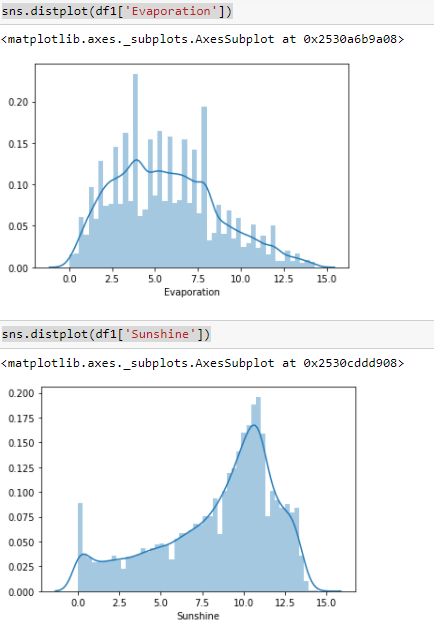 sns.distplot(df1['Evaporation'])
<matplotlib.axes._subplots.AxesSubplot at 0x2530a6b9a08>
0.20
0.15
0.10
0.05
0.00
0.0 2.5 5.0 7.5 10.0 12.5 15.0
Evaporation
sns.distplot(df1['Sunshine'])
<matplotlib.axes._subplots.AxesSubplot at 0x2530cddd908>
0.200
0.175
0.150
0.125
0.100
0.075
0.050
0.025
0.000
0.0 2.5 5.0 7.5 10.0 12.5 15.0
Sunshine